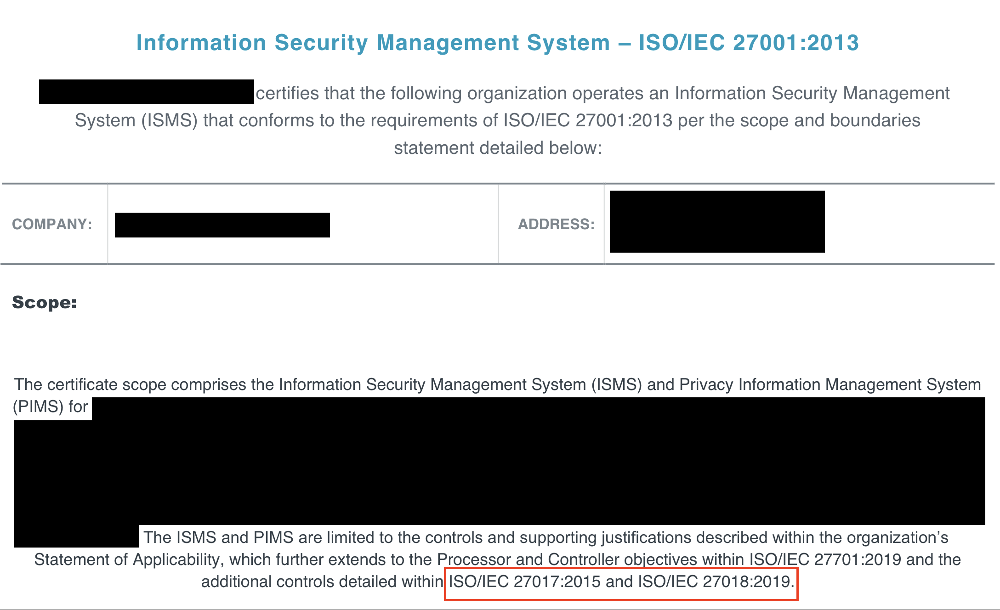 Information Security Management System – ISO/IEC 27001:2013
certifies that the following organization operates an Information Security Management
System (ISMS) that conforms to the requirements of ISO/IEC 27001:2013 per the scope and boundaries
statement detailed below:
COMPANY:
ADDRESS:
Scope:
The certificate scope comprises the Information Security Management System (ISMS) and Privacy Information Management System
(PIMS) for
The ISMS and PIMS are limited to the controls and supporting justifications described within the organization’s
Statement of Applicability, which further extends to the Processor and Controller objectives within ISO/IEC 27701:2019 and the
additional controls detailed within ISO/IEC 27017:2015 and ISO/IEC 27018:2019.